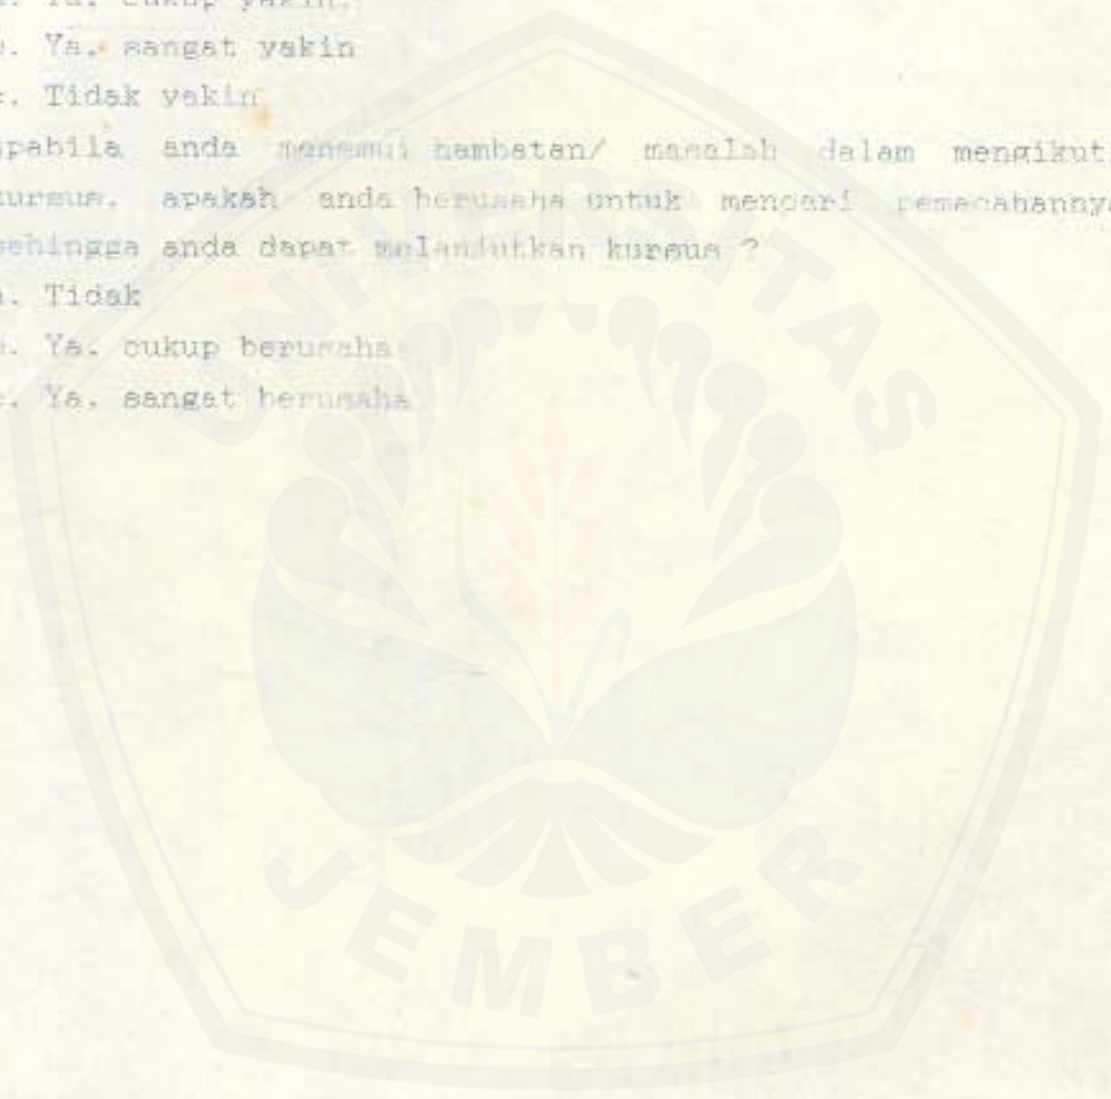 Ya. cukup yakin.
Ya. sangat yakin
Tidak yakin
apabila anda menemui hambatan/ masalah dalam mengikut
kursus. apakah anda berusaha untuk mencari pemecahannya
sehingga anda dapat melanjutkan kursus ?
a. Tidak
Ya. cukup berusaha
c. Ya. sangat berusaha
UNIVERSITAS
JEMBER